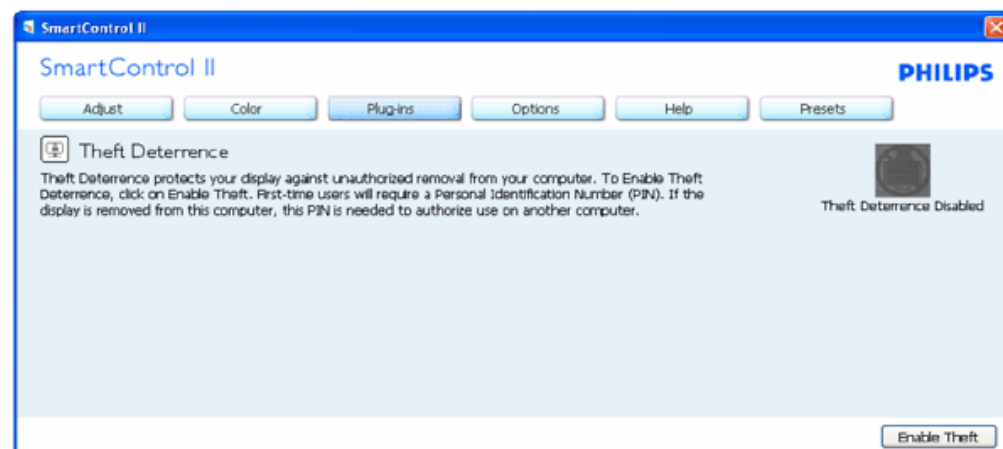 SmartControl II
SmartControl II
PHILIPS
Adjust Color Plug-ins Options Help Presets
Theft Deterrence
Theft Deterrence protects your display against unauthorized removal from your computer. To Enable Theft
Deterrence, click on Enable Theft. First-time users will require a Personal Identification Number (PIN). If the
display is removed from this computer, this PIN is needed to authorize use on another computer.
Theft Deterrence Disabled
Enable Theft